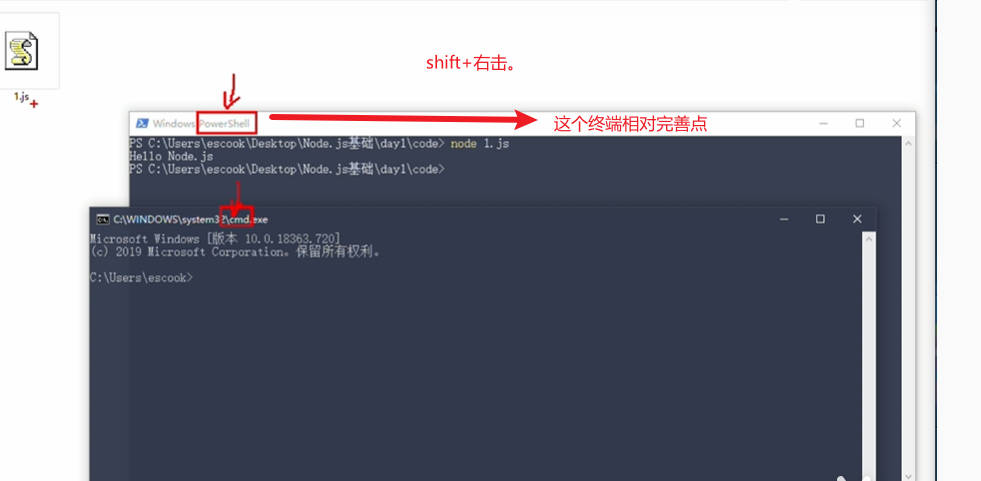 shift+右击。
1.js
Windows PowerShell
这个终端相对完善点
PS C:\Users\escook\Desktop\Node.js基础\day1\code> node 1.js
Hello Node.js
PS C:\Users\escook\Desktop\Node.js基础\day1\code>
C:\WINDOWS\system32\cmd.exe
Microsoft Windows [版本 10.0.18363.720]
(c) 2019 Microsoft Corporation。保留所有权利。
C:\Users\escook>